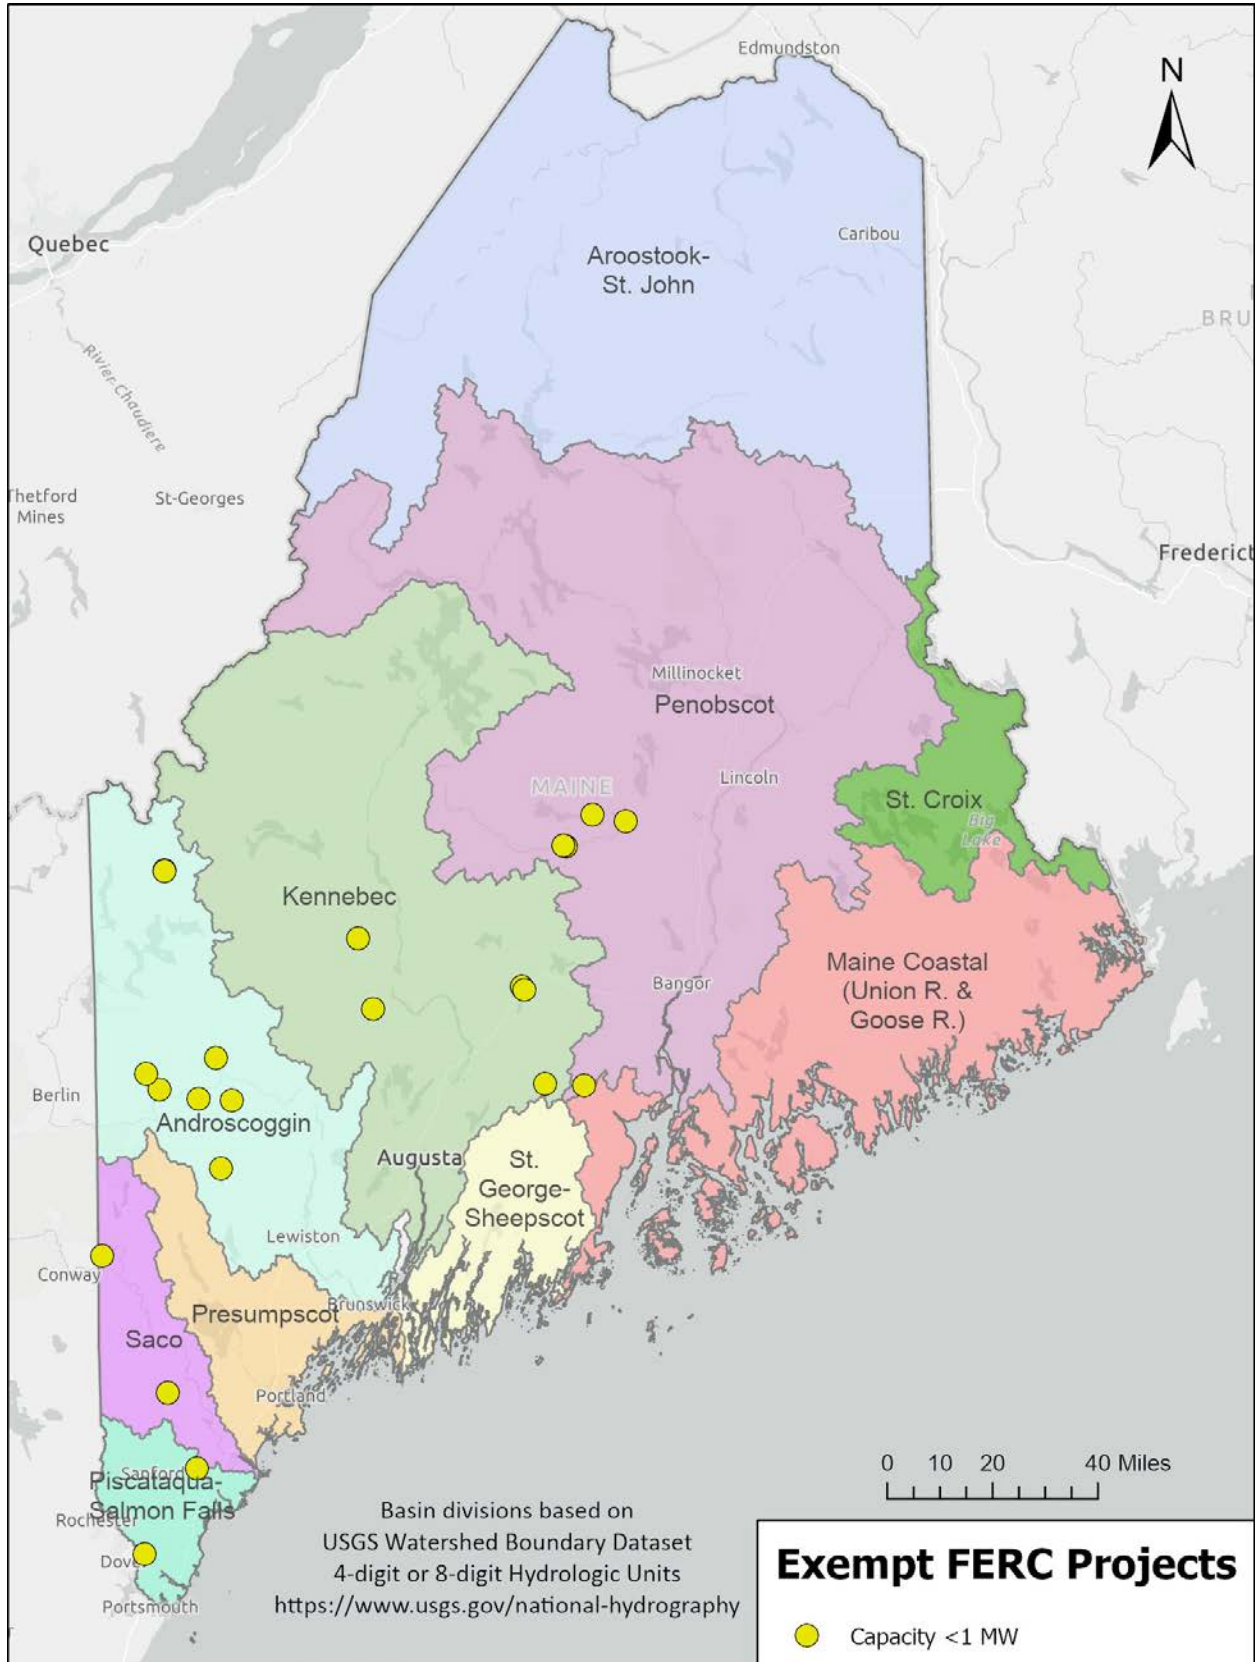 Edmundston
N
Quebec
Caribou
Aroostook-
St. John
BRU
Rivier Chaudiere
Thetford
Mines
St-Georges
Frederict
Millinocket
Penobscot
MAINE
Lincoln
St. Croix
Big
Lake
Kennebec
Maine Coastal
(Union R. &
Goose R.)
Bangor
Berlin
Androscoggin
Augusta
St.
George-
Sheepscot
Lewiston
Conway
Brunswick
Presumpscot
Saco
Portland
0 10 20 40 Miles
Sanford
Piscataqua-
Salmon Falls
Rochester
Dove
Portsmouth
Basin divisions based on
USGS Watershed Boundary Dataset
4-digit or 8-digit Hydrologic Units
https://www.usgs.gov/national-hydrography
Exempt FERC Projects
Capacity <1 MW